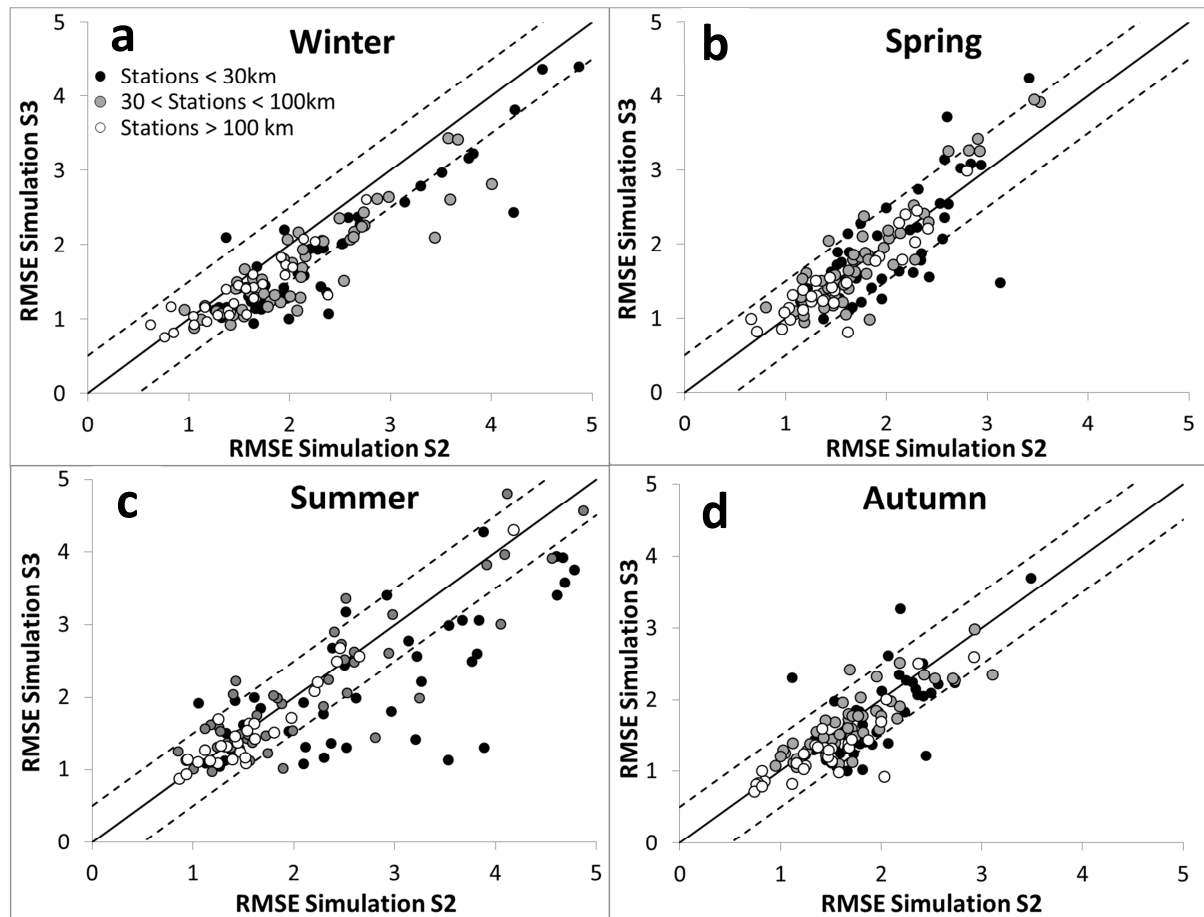 a
Winter
Stations < 30km
30 < Stations < 100km
Stations > 100 km
5
4
3
2
1
0
0 1 2 3 4 5
RMSE Simulation S3
RMSE Simulation S2
b
Spring
5
4
3
2
1
0
0 1 2 3 4 5
RMSE Simulation S3
RMSE Simulation S2
c
Summer
5
4
3
2
1
0
0 1 2 3 4 5
RMSE Simulation S3
RMSE Simulation S2
d
Autumn
5
4
3
2
1
0
0 1 2 3 4 5
RMSE Simulation S3
RMSE Simulation S2